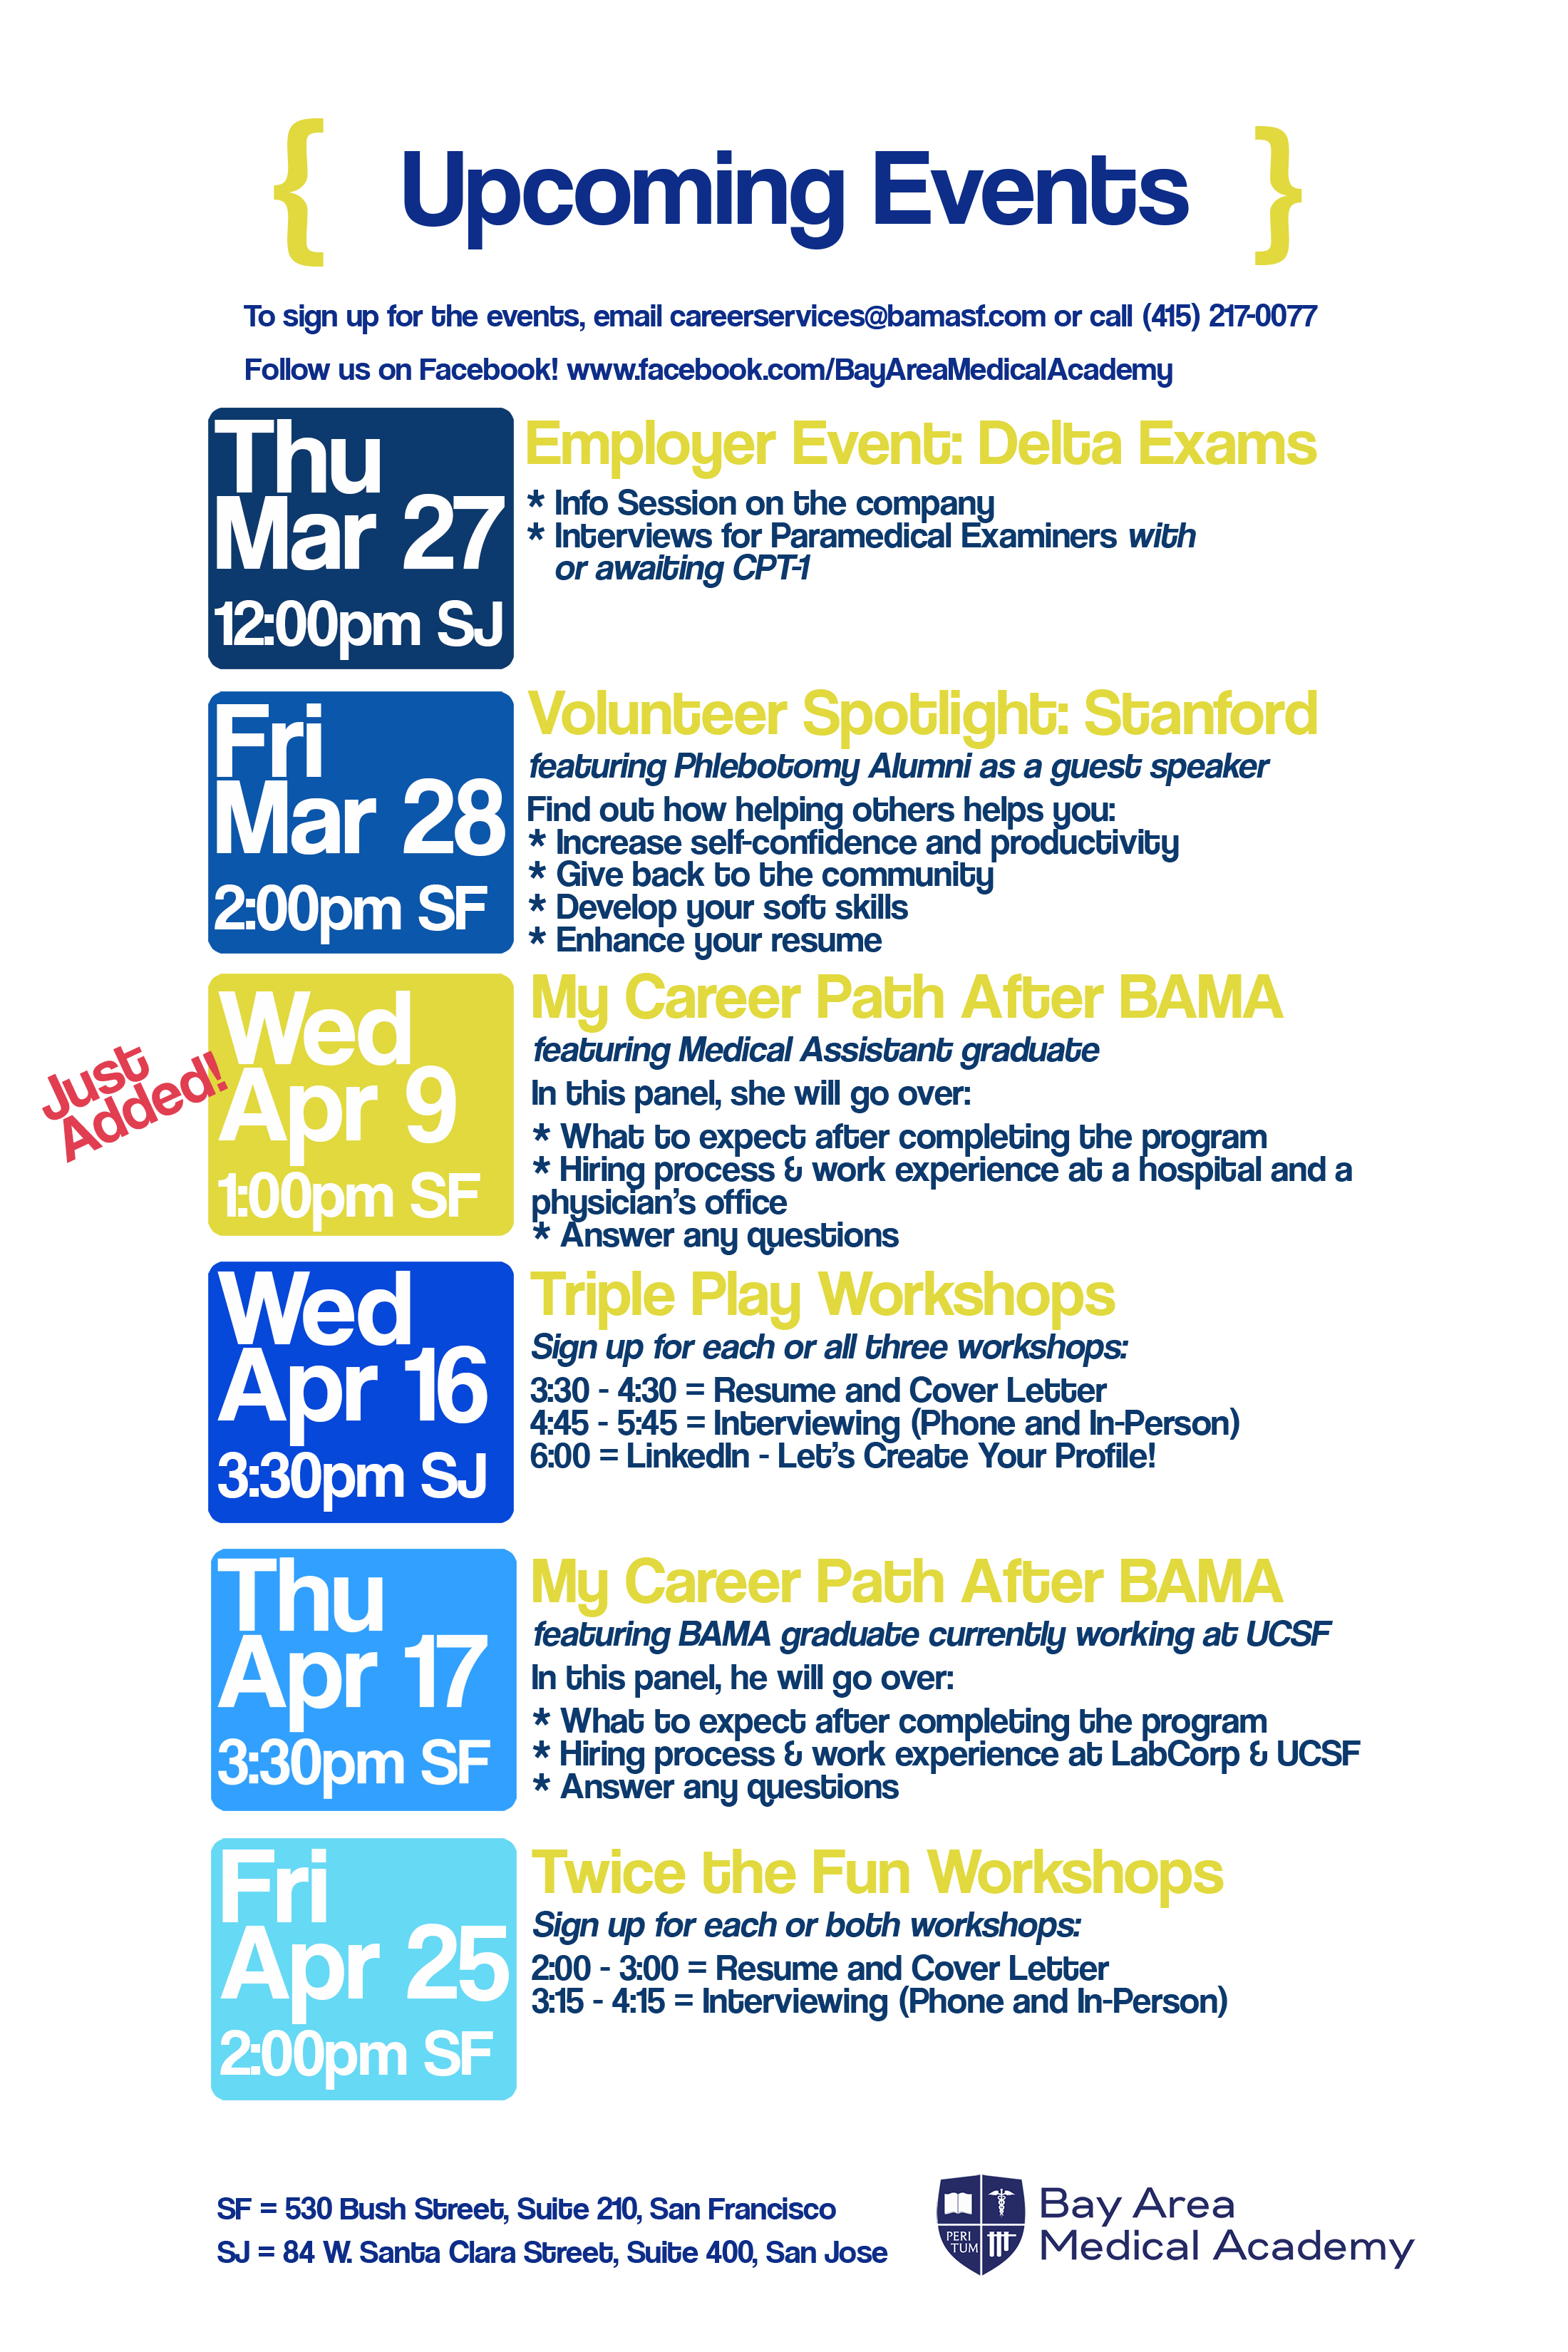 { Upcoming Events }
To sign up for the events, email careerservices@bamasf.com or call (415) 217-0077
Follow us on Facebook! www.facebook.com/BayAreaMedicalAcademy
Thu
Mar 27
12:00pm SJ
Employer Event: Delta Exams
* Info Session on the company
* Interviews for Paramedical Examiners with
or awaiting CPT-1
Fri
Mar 28
2:00pm SF
Volunteer Spotlight: Stanford
featuring Phlebotomy Alumni as a guest speaker
Find out how helping others helps you:
* Increase self-confidence and productivity
* Give back to the community
* Develop your soft skills
* Enhance your resume
Just
Added!
Wed
Apr 9
1:00pm SF
My Career Path After BAMA
featuring Medical Assistant graduate
In this panel, she will go over:
* What to expect after completing the program
* Hiring process & work experience at a hospital and a
physician's office
* Answer any questions
Wed
Apr 16
3:30pm SJ
Triple Play Workshops
Sign up for each or all three workshops:
3:30 - 4:30 = Resume and Cover Letter
4:45 - 5:45 = Interviewing (Phone and In-Person)
6:00 = LinkedIn - Let's Create Your Profile!
Thu
Apr 17
3:30pm SF
My Career Path After BAMA
featuring BAMA graduate currently working at UCSF
In this panel, he will go over:
* What to expect after completing the program
* Hiring process & work experience at LabCorp & UCSF
* Answer any questions
Fri
Apr 25
2:00pm SF
Twice the Fun Workshops
Sign up for each or both workshops:
2:00 - 3:00 = Resume and Cover Letter
3:15 - 4:15 = Interviewing (Phone and In-Person)
SF = 530 Bush Street, Suite 210, San Francisco
SJ = 84 W. Santa Clara Street, Suite 400, San Jose
PERI
TUM
Bay Area
Medical Academy